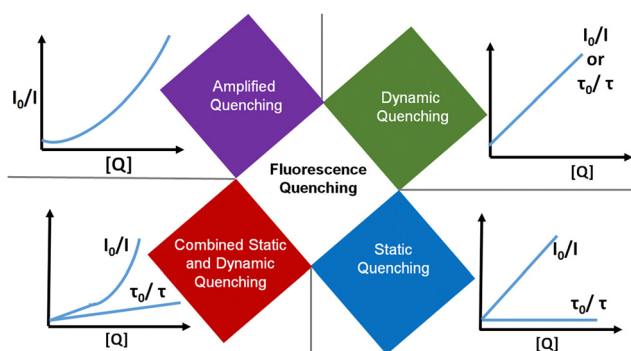 I₀/I
[Q]
Amplified
Quenching
Dynamic
Quenching
I₀/I
or
τ₀/ τ
[Q]
Fluorescence
Quenching
I₀/I
τ₀/ τ
[Q]
Combined Static
and Dynamic
Quenching
Static
Quenching
I₀/I
τ₀/ τ
[Q]